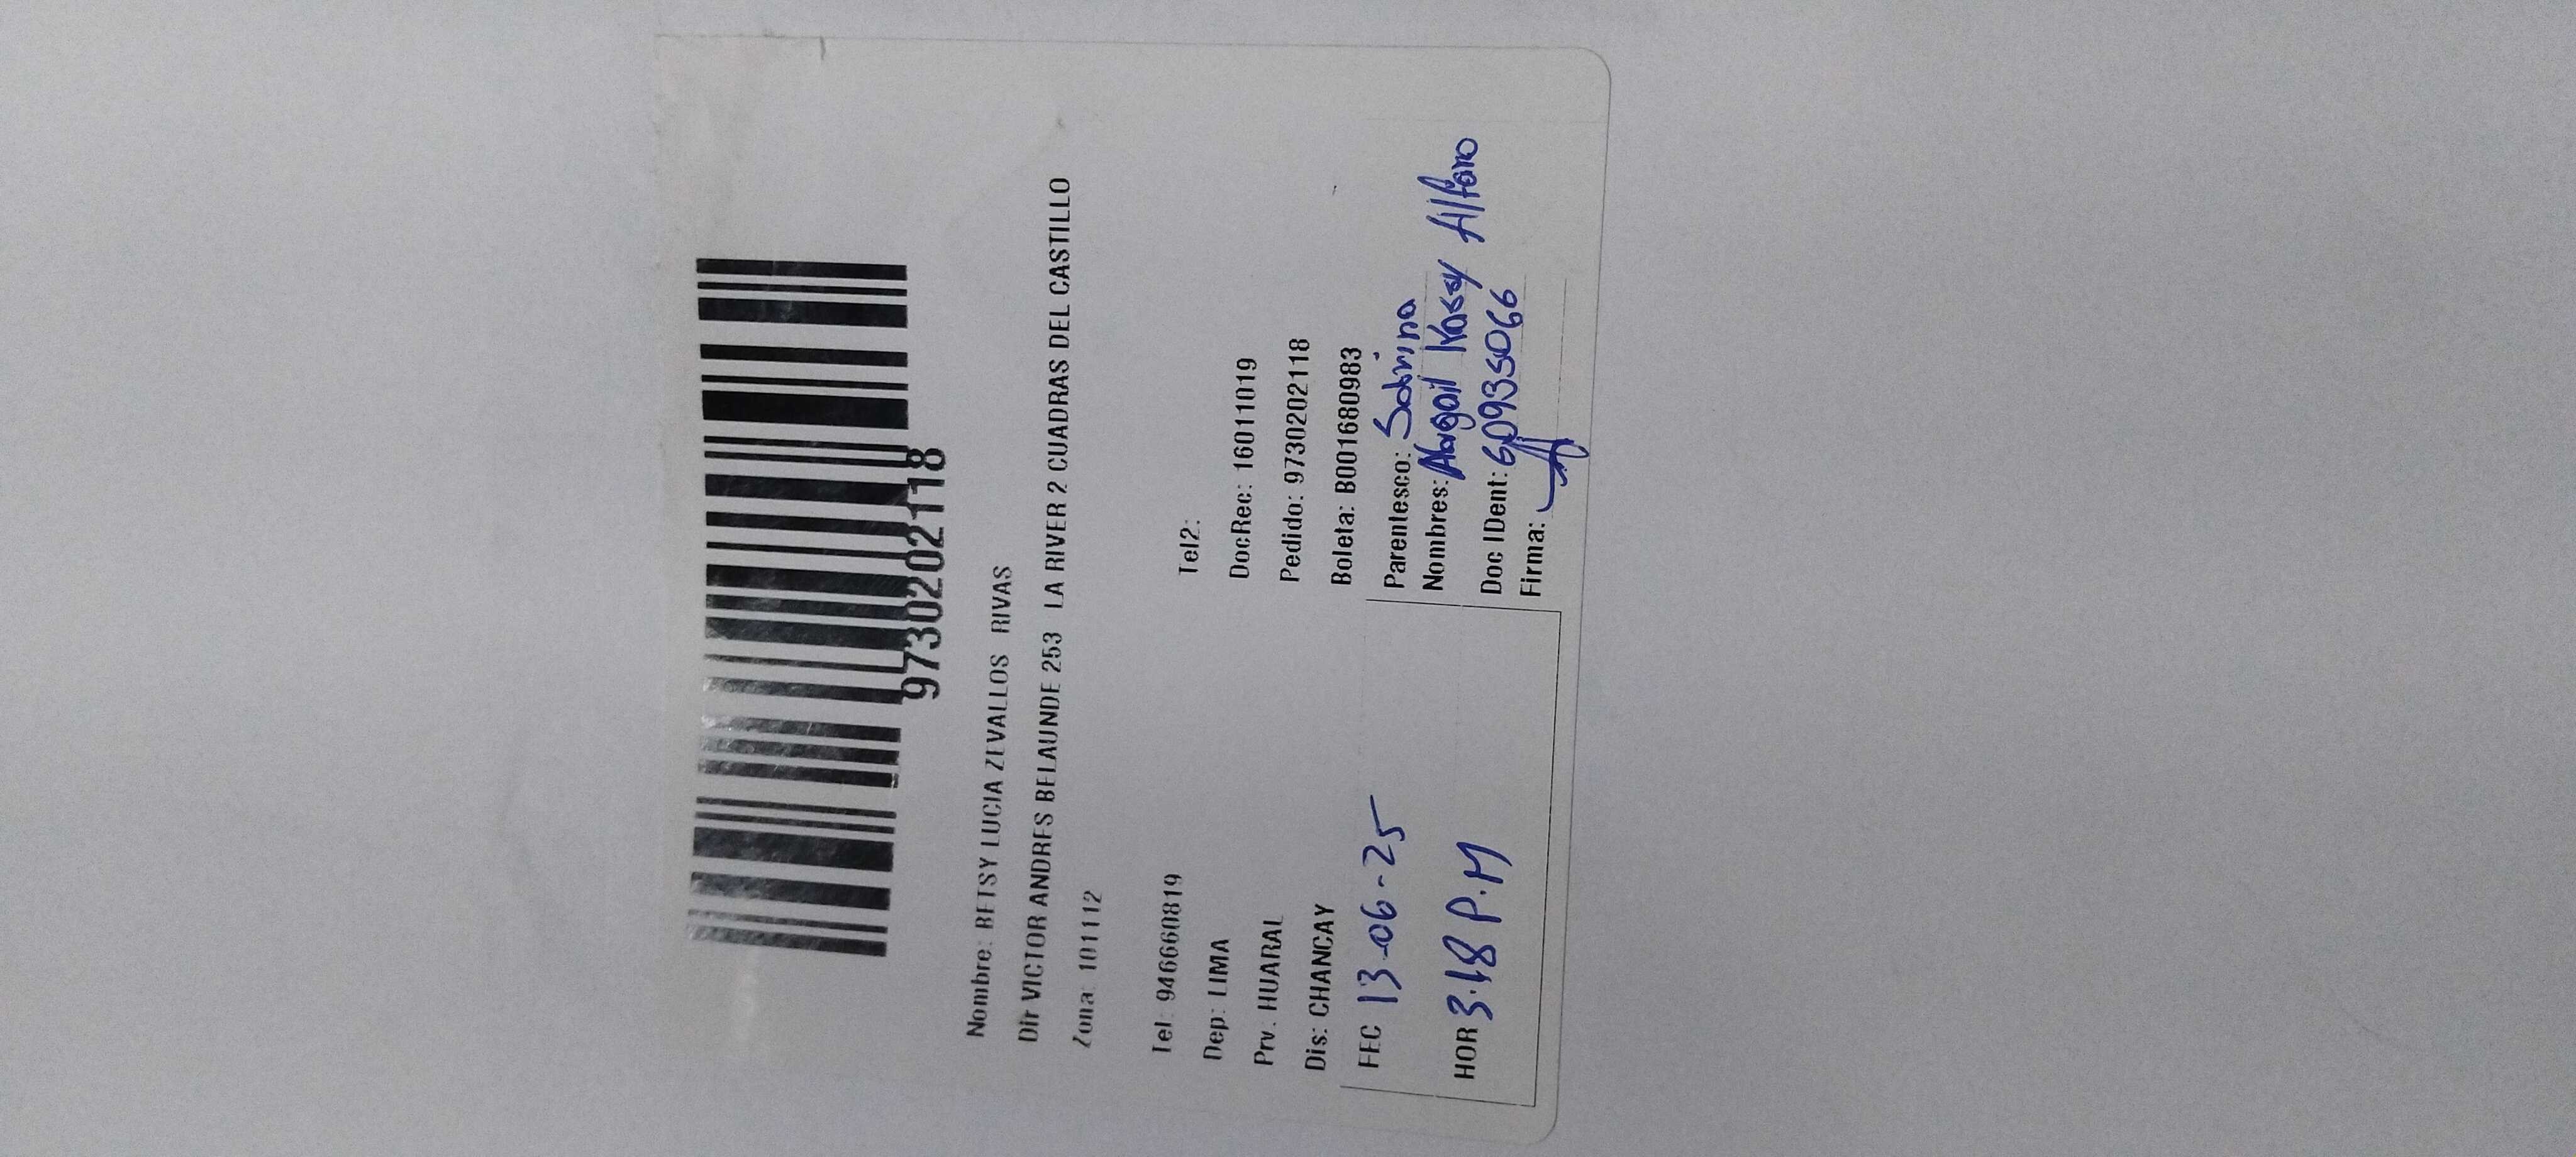 9730202118
Nombre: BETSY LUCIA ZEVALLOS RIVAS
Dir VICTOR ANDRES BELAUNDE 253 LA RIVER 2 CUADRAS DEL CASTILLO
Zona: 101112
Tel: 946660819
Tel2:
Dep: LIMA
DocRec: 16011019
Prv. HUARAL
Pedido: 9730202118
Dis: CHANCAY
Boleta: B001680983
FEC 13-06-25
Parentesco: Sobrina
Nombres: Abigail Kasey Alfaro
HOR 3:18 P.M
Doc IDent: 60935066
Firma: